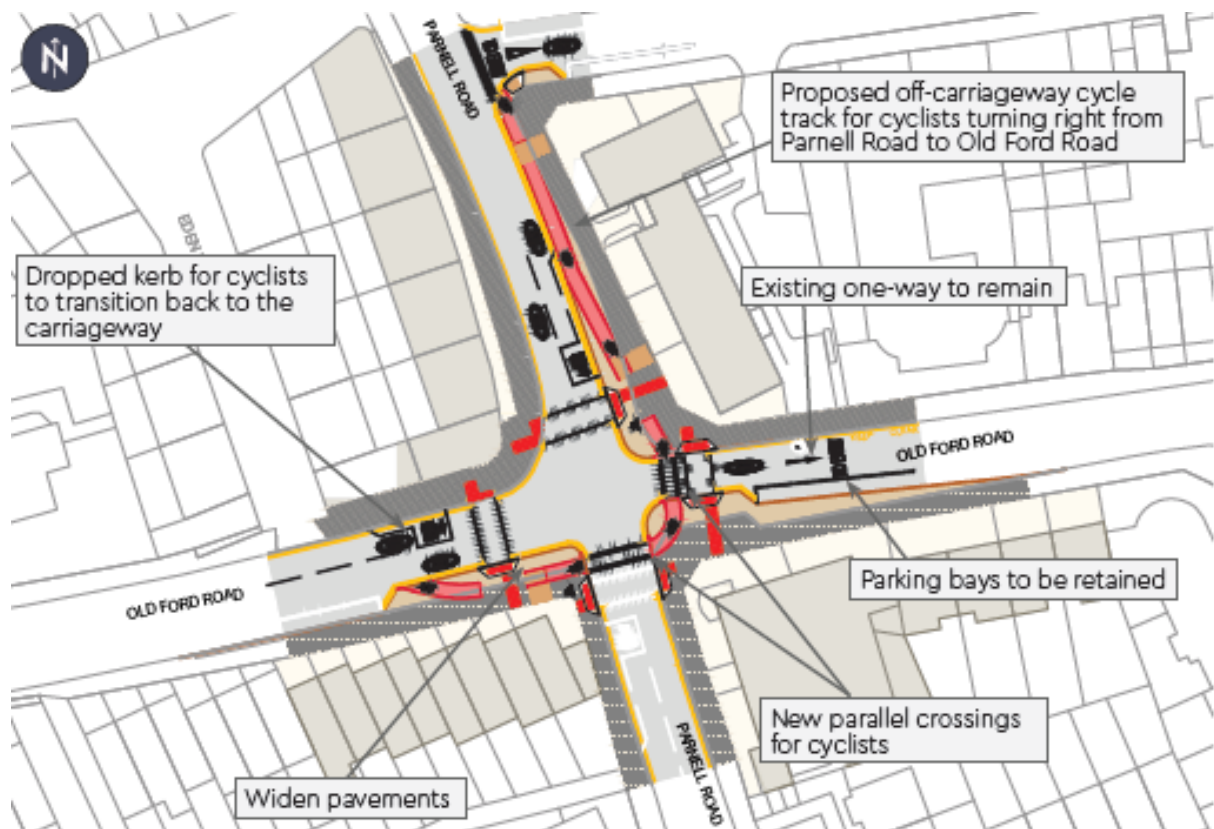 N
PARNELL ROAD
Proposed off-carriageway cycle
track for cyclists turning right from
Parnell Road to Old Ford Road
EDEN
Dropped kerb for cyclists
to transition back to the
carriageway
Existing one-way to remain
OLD FORD ROAD
Parking bays to be retained
OLD FORD ROAD
New parallel crossings
for cyclists
PARNELL ROAD
Widen pavements